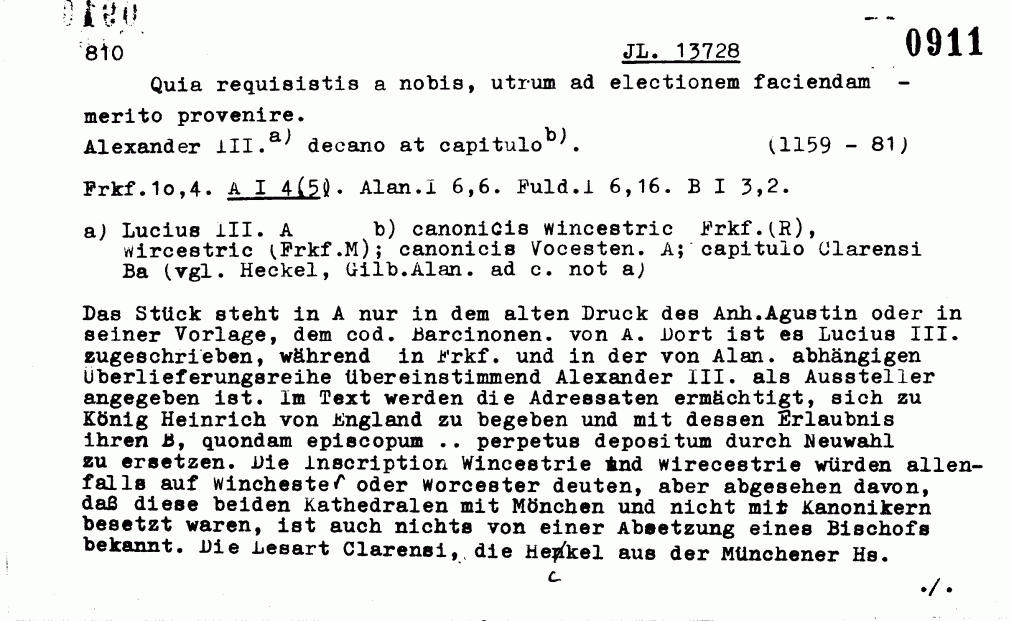 0911
810 JL. 13728
Quia requisistis a nobis, utrum ad electionem faciendam -
merito provenire.
Alexander III.a) decano at capitulob). (1159 - 81)
Frkf.1o,4. A I 4(5). Alan.I 6,6. Fuld.1 6,16. B I 3,2.
a) Lucius III. A b) canonicis wincestric Frkf.(R),
wircestric (Frkf.M); canonicis Vocesten. A; capitulo Clarensi
Ba (vgl. Heckel, Gilb.Alan. ad c. not a)
Das Stück steht in A nur in dem alten Druck des Anh.Agustin oder in
seiner Vorlage, dem cod. Barcinonen. von A. Dort ist es Lucius III.
zugeschrieben, während in Frkf. und in der von Alan. abhängigen
Überlieferungsreihe übereinstimmend Alexander III. als Aussteller
angegeben ist. Im Text werden die Adressaten ermächtigt, sich zu
König Heinrich von England zu begeben und mit dessen Erlaubnis
ihren B, quondam episcopum .. perpetus depositum durch Neuwahl
zu ersetzen. Die Inscription Wincestrie und wirecestrie würden allen-
falls auf winchester oder worcester deuten, aber abgesehen davon,
daß diese beiden Kathedralen mit Mönchen und nicht mit Kanonikern
besetzt waren, ist auch nichts von einer Absetzung eines Bischofs
bekannt. Die Lesart Clarensi, die Heckel aus der Münchener Hs.
./.